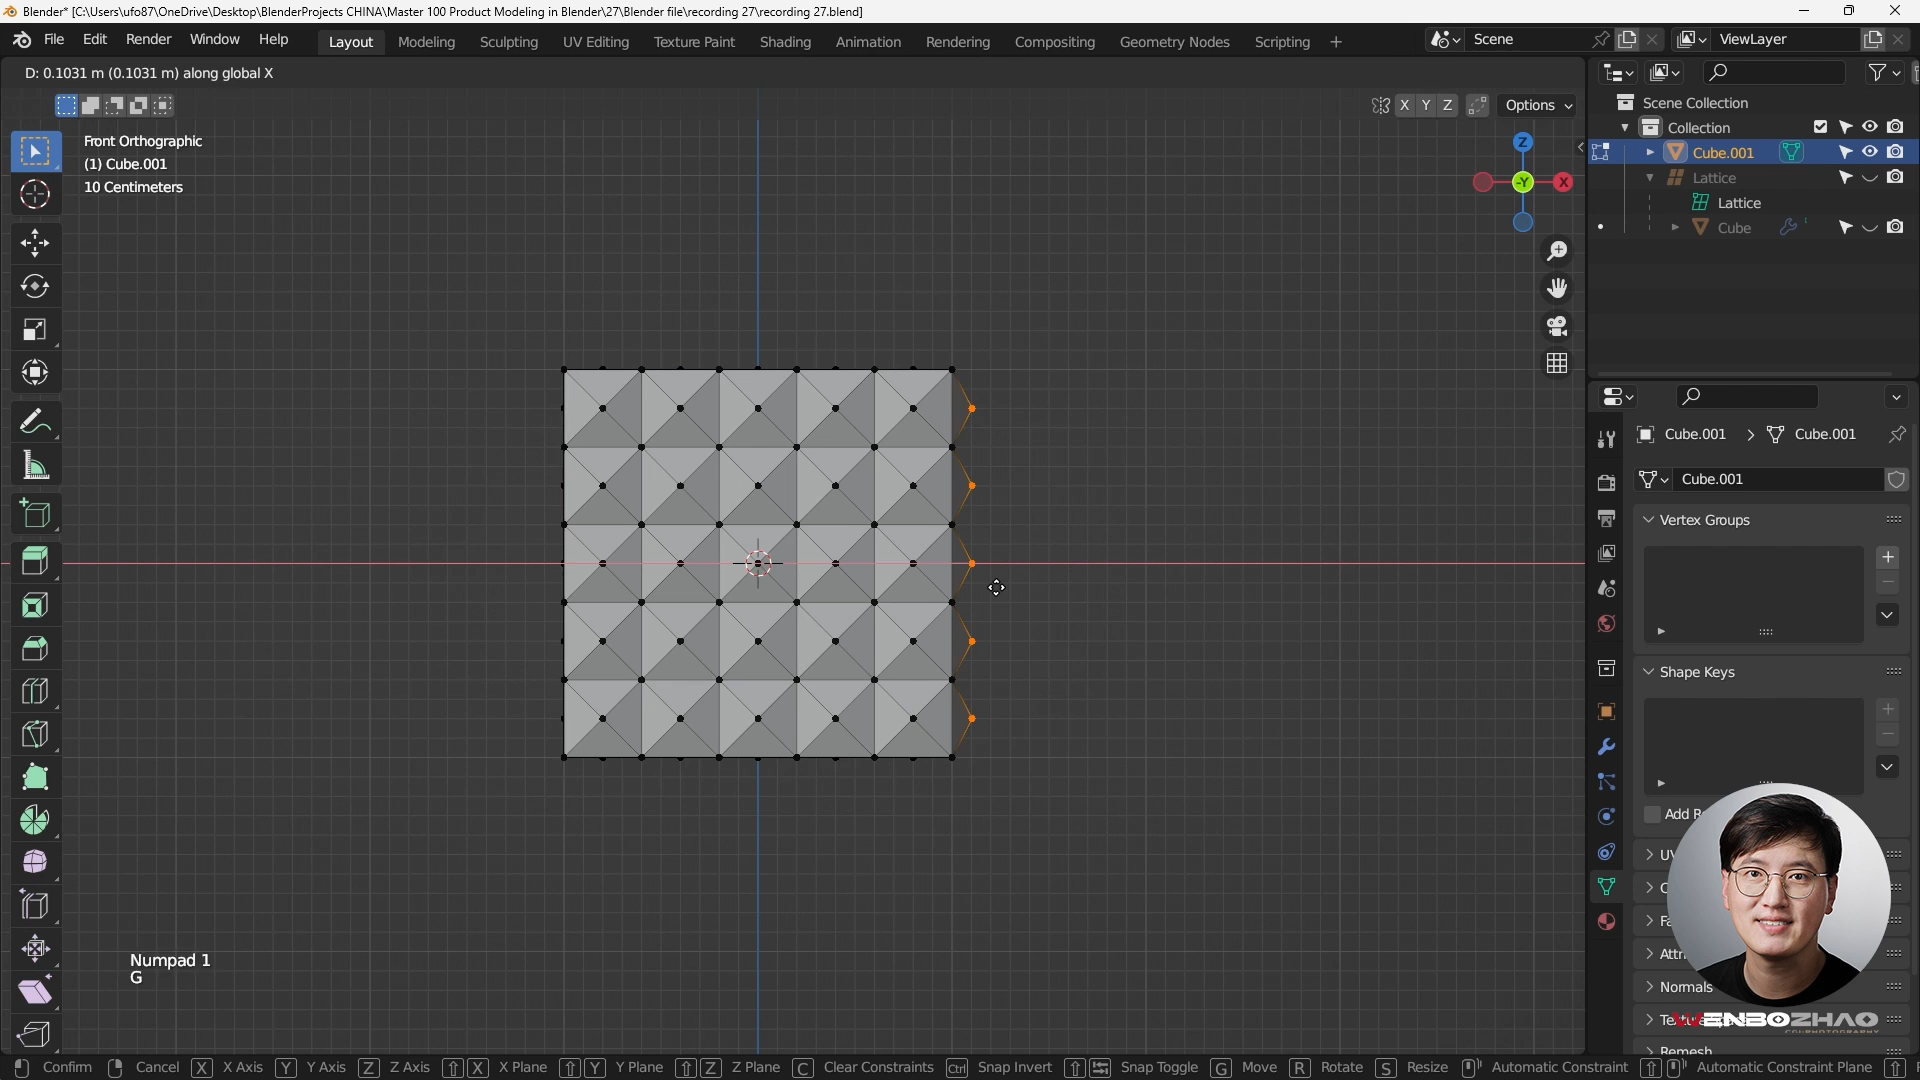 Blender* [C:\Users\ufo87\OneDrive\Desktop\BlenderProjects CHINA\Master 100 Product Modeling in Blender\27\Blender file\recording 27\recording 27.blend]
File Edit Render Window Help Layout Modeling Sculpting UV Editing Texture Paint Shading Animation Rendering Compositing Geometry Nodes Scripting + Scene ViewLayer
D: 0.1031 m (0.1031 m) along global X
X Y Z Options
Front Orthographic
(1) Cube.001
10 Centimeters
Z
-Y X
Scene Collection
Collection
Cube.001
Lattice
Lattice
Cube
Cube.001 Cube.001
Cube.001
Vertex Groups
Shape Keys
Add R
UV
C
Fa
Attri
Normals
Te
Remesh
WENBOZHAO
Numpad 1
G
Confirm Cancel X X Axis Y Y Axis Z Z Axis X X Plane Y Y Plane Z Z Plane C Clear Constraints Ctrl Snap Invert Snap Toggle G Move R Rotate S Resize Automatic Constraint Automatic Constraint Plane